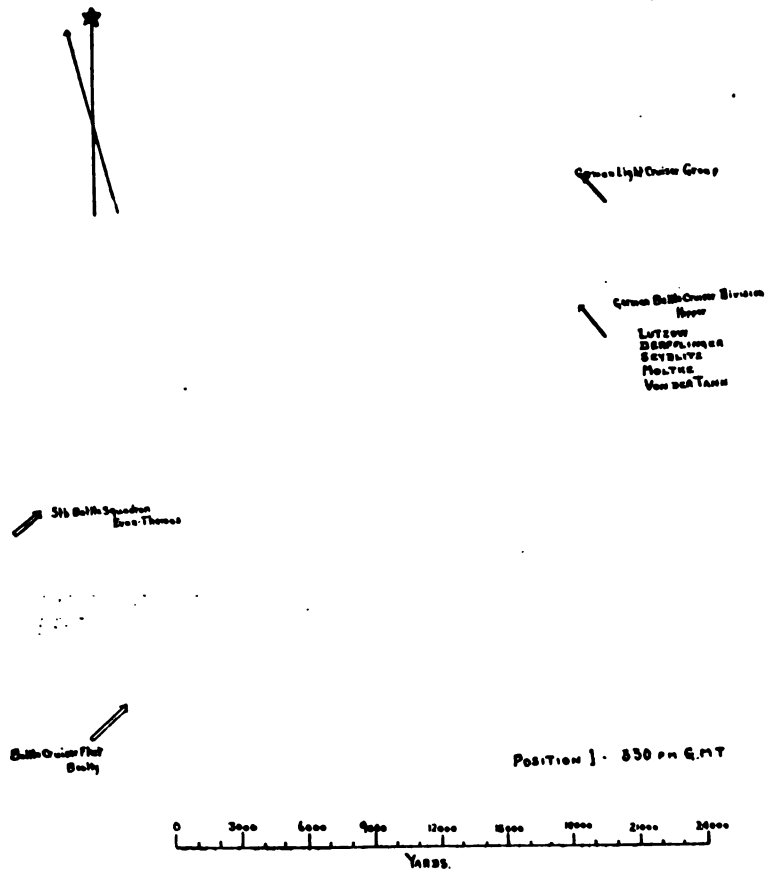 German Light Cruiser Group
German Battle Cruiser Division
Hipper
LUTZOW
DERFFLINGER
SEYDLITZ
MOLTKE
VON DER TANN
5th Battle Squadron
Evan-Thomas
Battle Cruiser Fleet
Beatty
POSITION 1 - 330 PM G.M.T
0 3000 6000 9000 12000 15000 18000 21000 24000
YARDS.